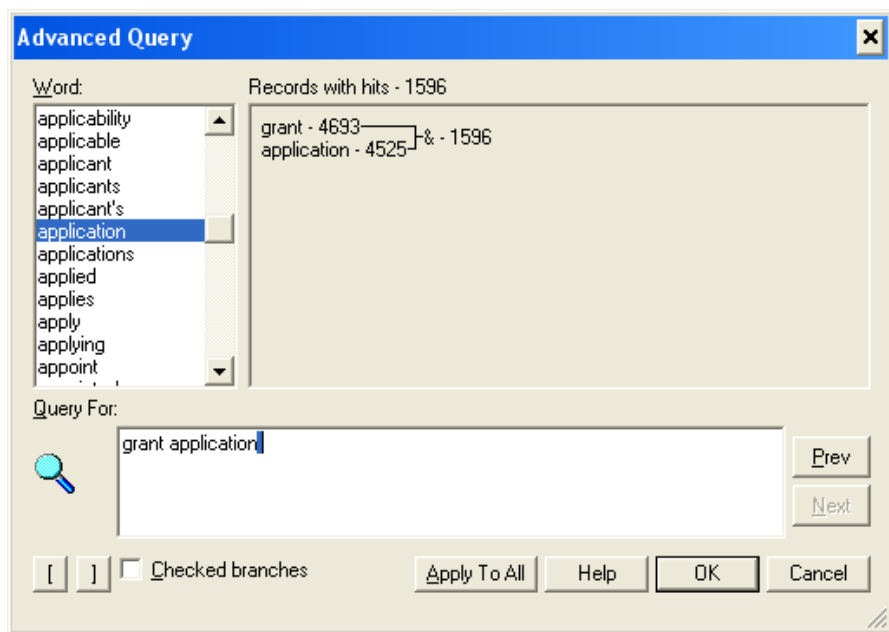 Advanced Query
Word:
Records with hits - 1596
applicability
applicable
applicant
applicants
applicant's
application
applications
applied
applies
apply
applying
appoint
grant - 4693
application - 4525
& - 1596
Query For:
grant application
Prev
Next
[
]
Checked branches
Apply To All
Help
OK
Cancel